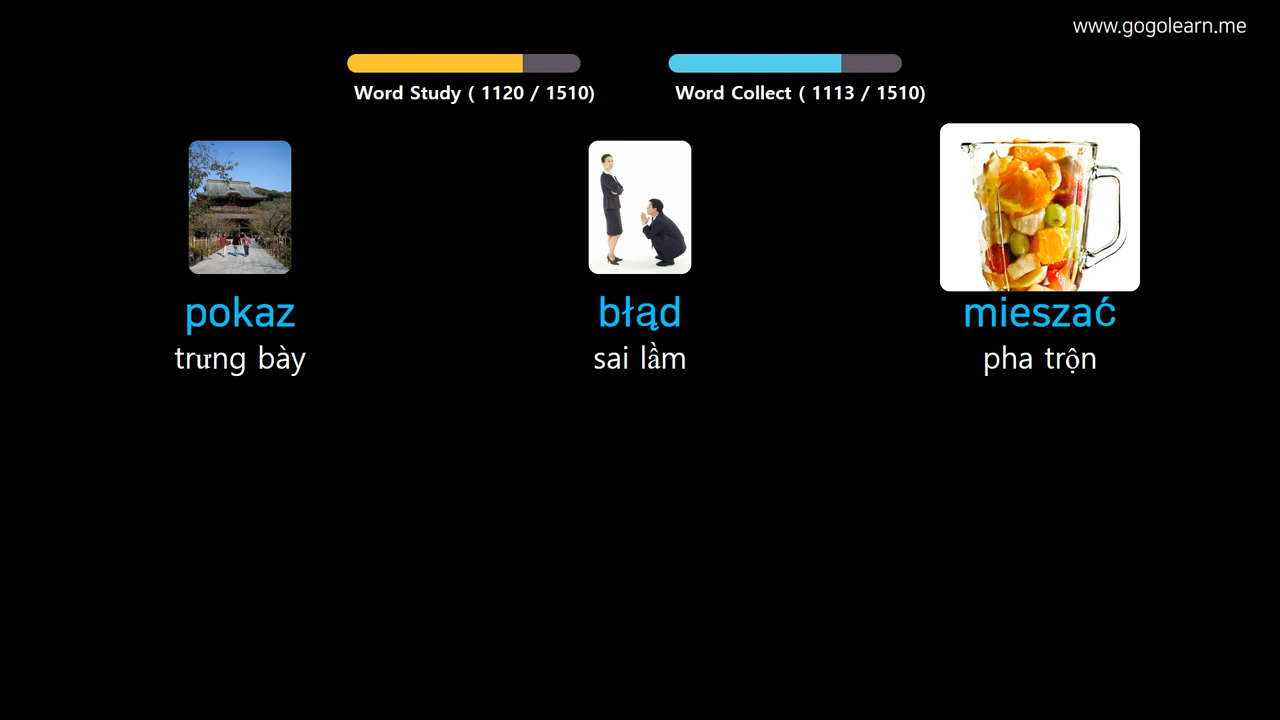 www.gogolearn.me
Word Study ( 1120 / 1510)
Word Collect ( 1113 / 1510)
pokaz
trưng bày
błąd
sai lầm
mieszać
pha trộn